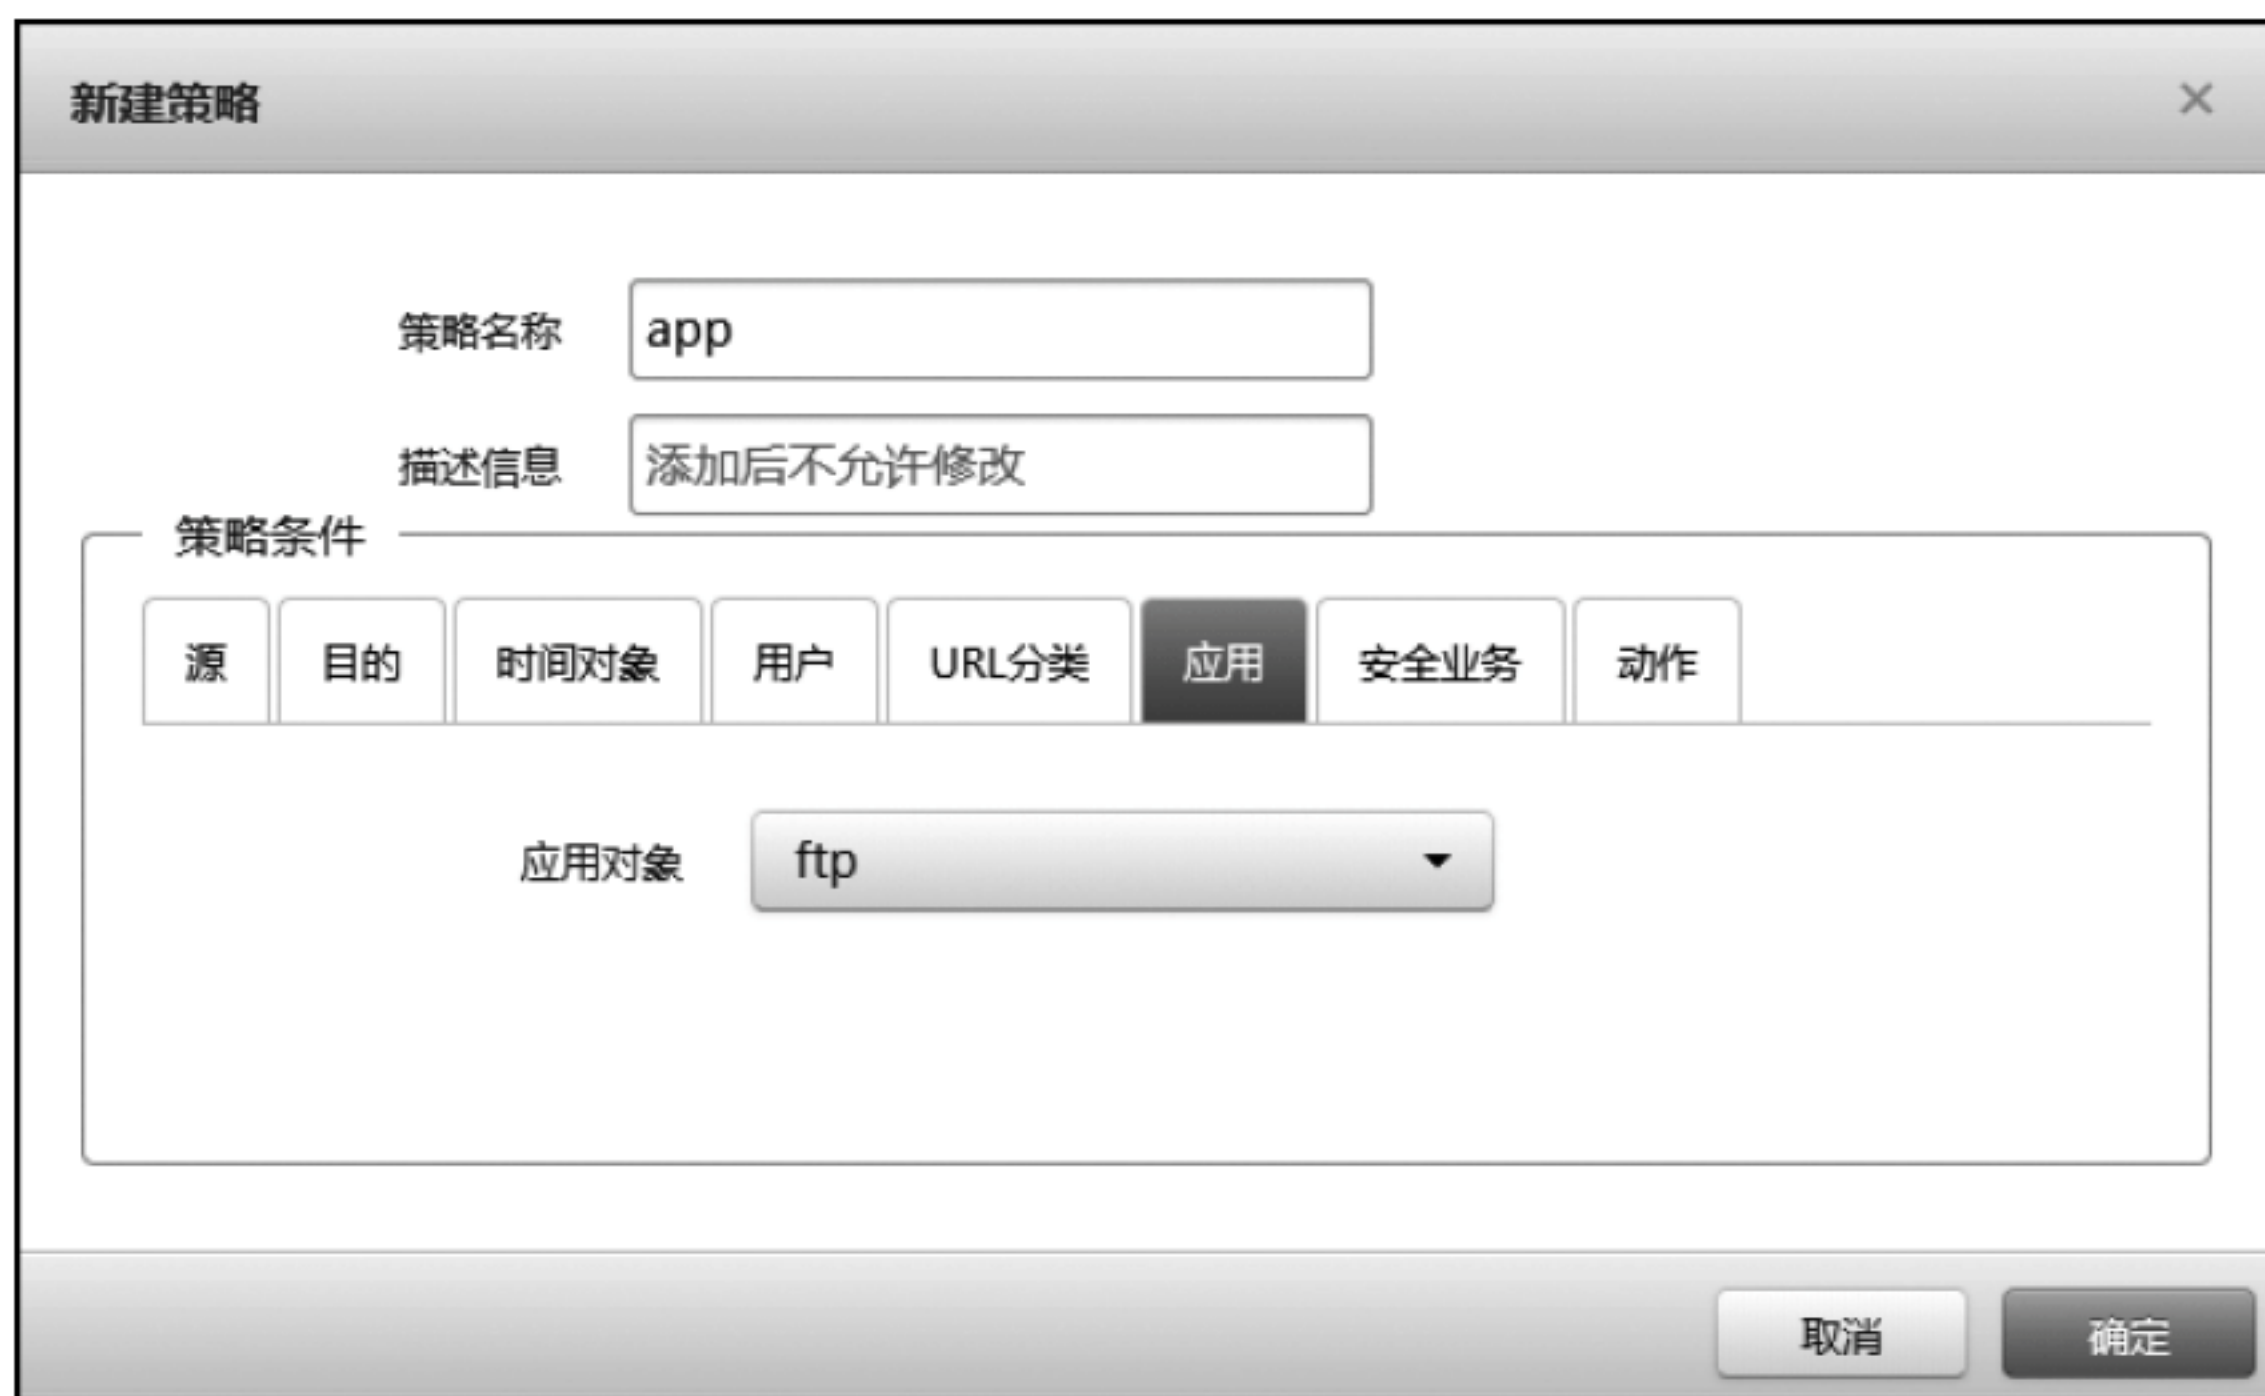 新建策略
策略名称 app
描述信息 添加后不允许修改
策略条件
源 目的 时间对象 用户 URL分类 应用 安全业务 动作
应用对象 ftp
取消 确定